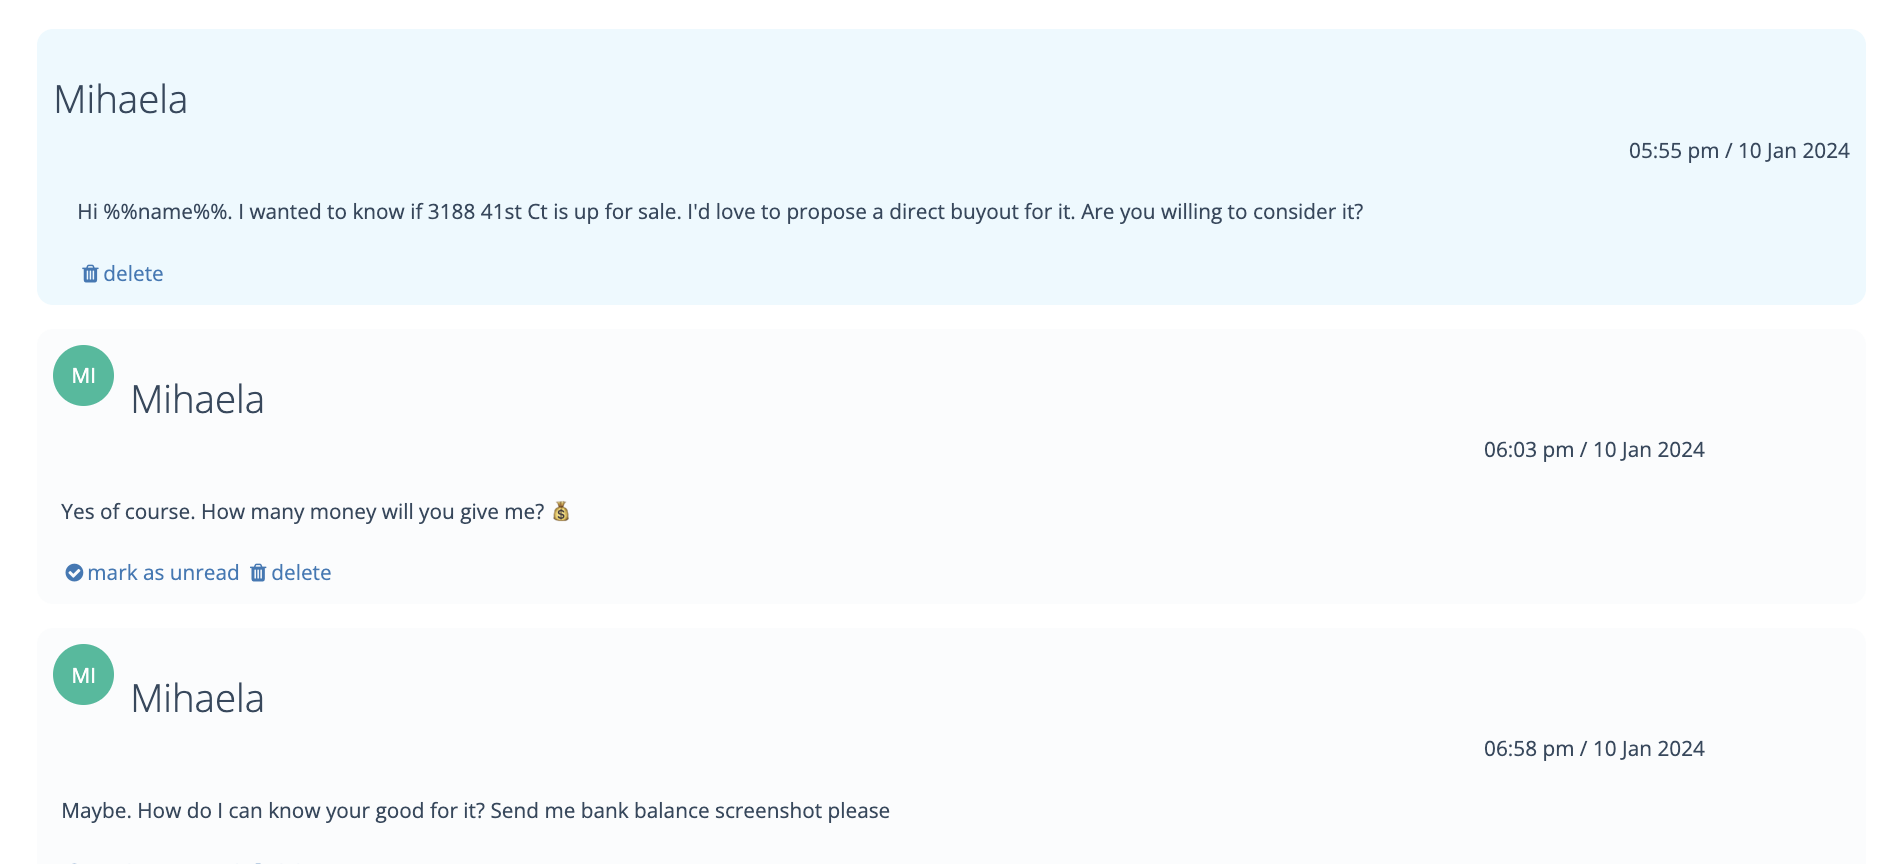 Mihaela
05:55 pm / 10 Jan 2024
Hi %%name%%. I wanted to know if 3188 41st Ct is up for sale. I'd love to propose a direct buyout for it. Are you willing to consider it?
delete
MI
Mihaela
06:03 pm / 10 Jan 2024
Yes of course. How many money will you give me? 💰
mark as unread delete
MI
Mihaela
06:58 pm / 10 Jan 2024
Maybe. How do I can know your good for it? Send me bank balance screenshot please